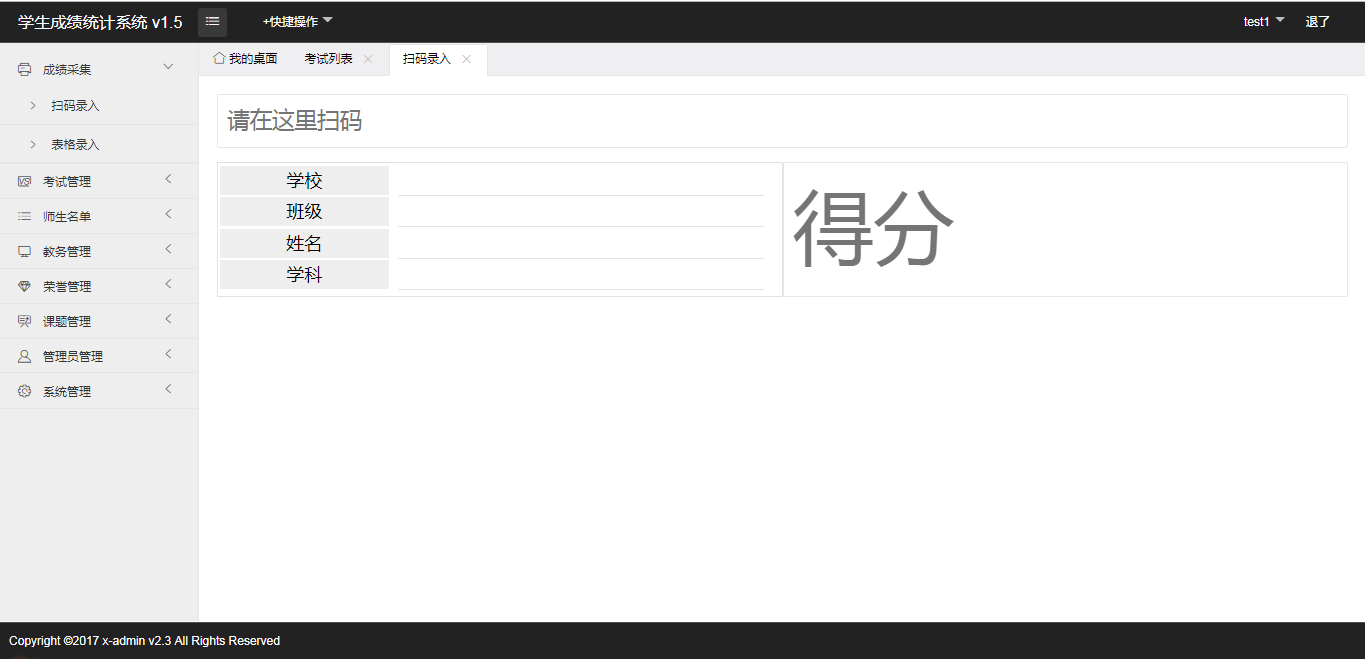 学生成绩统计系统 v1.5
+快捷操作
test1
退了
成绩采集
扫码录入
表格录入
考试管理
师生名单
教务管理
荣誉管理
课题管理
管理员管理
系统管理
我的桌面
考试列表
扫码录入
请在这里扫码
学校
班级
姓名
学科
得分
Copyright ©2017 x-admin v2.3 All Rights Reserved